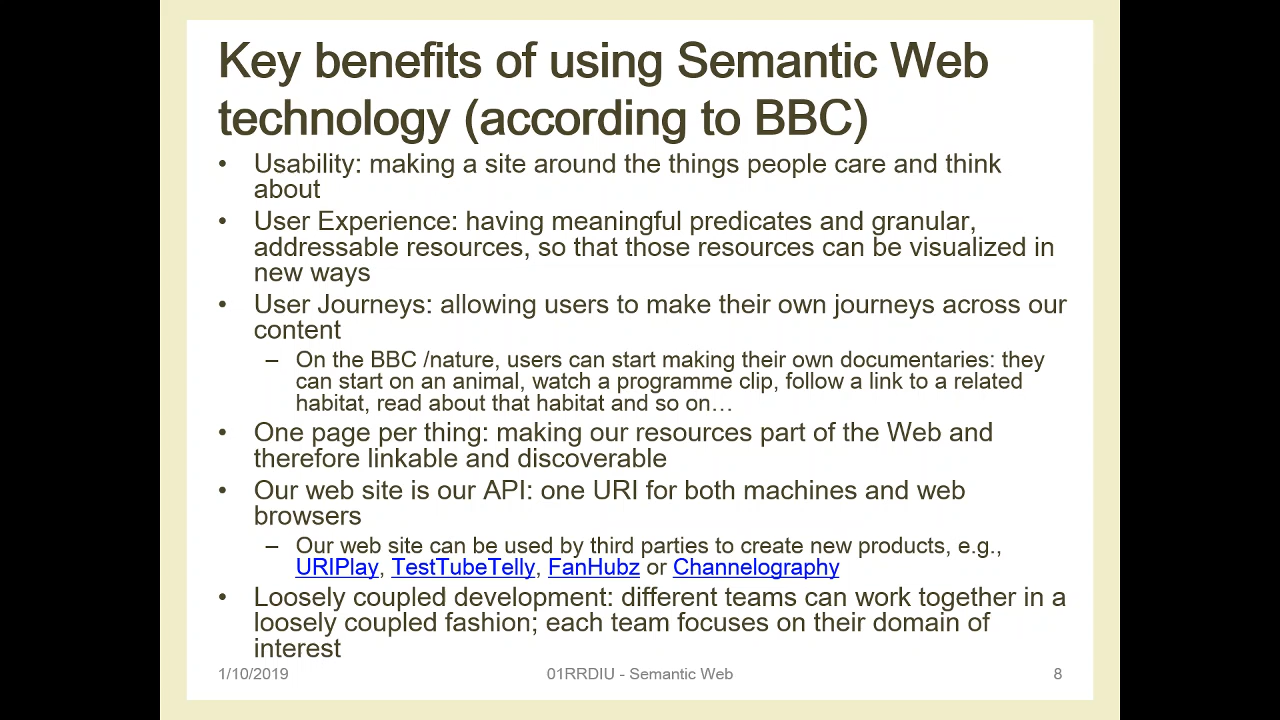 Key benefits of using Semantic Web
technology (according to BBC)
• Usability: making a site around the things people care and think
about
• User Experience: having meaningful predicates and granular,
addressable resources, so that those resources can be visualized in
new ways
• User Journeys: allowing users to make their own journeys across our
content
– On the BBC /nature, users can start making their own documentaries: they
can start on an animal, watch a programme clip, follow a link to a related
habitat, read about that habitat and so on…
• One page per thing: making our resources part of the Web and
therefore linkable and discoverable
• Our web site is our API: one URI for both machines and web
browsers
– Our web site can be used by third parties to create new products, e.g.,
URIPlay, TestTubeTelly, FanHubz or Channelography
• Loosely coupled development: different teams can work together in a
loosely coupled fashion; each team focuses on their domain of
interest
1/10/2019 01RRDIU - Semantic Web 8